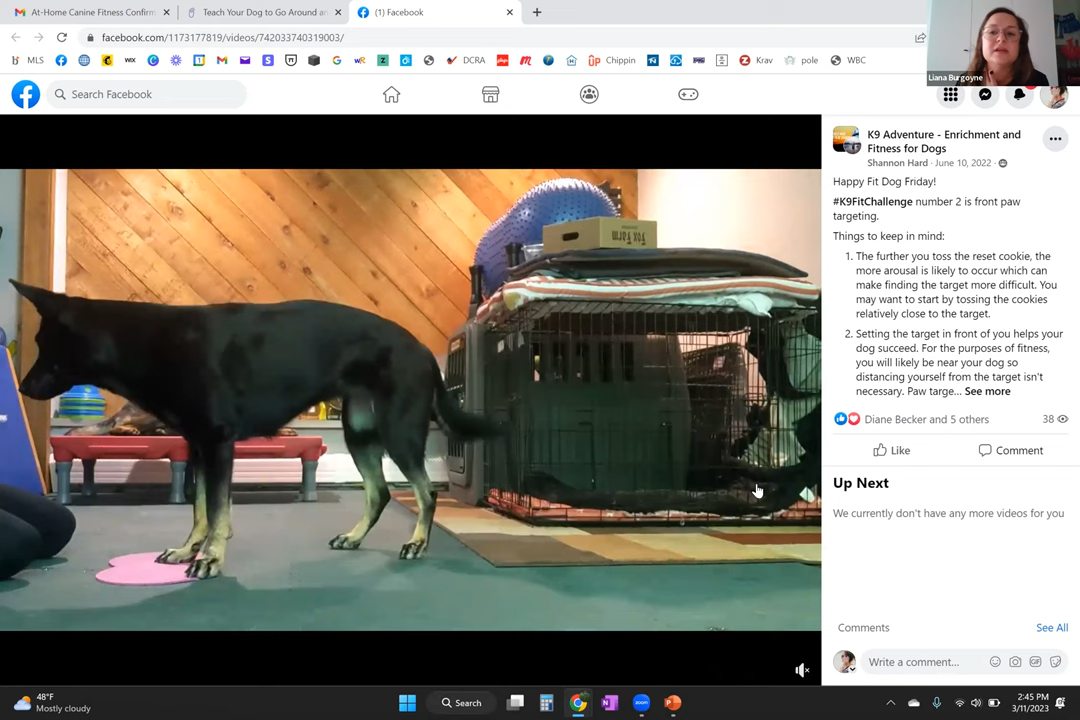 At-Home Canine Fitness Confirm
Teach Your Dog to Go Around an
(1) Facebook
facebook.com/1173177819/videos/742033740319003/
MLS
WIX
DCRA
Chippin
Krav
pole
WBC
Liana Burgoyne
Search Facebook
K9 Adventure - Enrichment and
Fitness for Dogs
Shannon Hard · June 10, 2022 ·
Happy Fit Dog Friday!
#K9FitChallenge number 2 is front paw
targeting.
Things to keep in mind:
1. The further you toss the reset cookie, the
more arousal is likely to occur which can
make finding the target more difficult. You
may want to start by tossing the cookies
relatively close to the target.
2. Setting the target in front of you helps your
dog succeed. For the purposes of fitness,
you will likely be near your dog so
distancing yourself from the target isn't
necessary. Paw targe... See more
Diane Becker and 5 others
38
Like
Comment
Up Next
We currently don't have any more videos for you
Comments
See All
Write a comment...
48°F
Mostly cloudy
Search
2:45 PM
3/11/2023